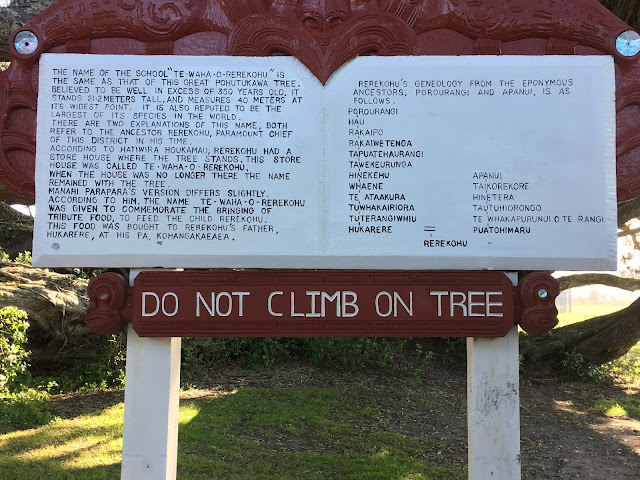 THE NAME OF THE SCHOOL "TE-WAHA-O-REREKOHU" IS
THE SAME AS THAT OF THIS GREAT POHUTUKAWA TREE,
BELIEVED TO BE WELL IN EXCESS OF 350 YEARS OLD, IT
STANDS 21·2 METERS TALL, AND MEASURES 40 METERS AT
ITS WIDEST POINT. IT IS ALSO REPUTED TO BE THE
LARGEST OF ITS SPECIES IN THE WORLD.
THERE ARE TWO EXPLANATIONS OF THIS NAME, BOTH
REFER TO THE ANCESTOR REREKOHU, PARAMOUNT CHIEF
OF THIS DISTRICT IN HIS TIME.
ACCORDING TO HATIWIRA HOUKAMAU, REREKOHU HAD A
STORE HOUSE WHERE THE TREE STANDS, THIS STORE
HOUSE WAS CALLED TE-WAHA-O-REREKOHU.
WHEN THE HOUSE WAS NO LONGER THERE THE NAME
REMAINED WITH THE TREE.
MANAHI PARAPARA'S VERSION DIFFERS SLIGHTLY.
ACCORDING TO HIM, THE NAME TE-WAHA-O-REREKOHU
WAS GIVEN TO COMMEMORATE THE BRINGING OF
TRIBUTE FOOD, TO FEED THE CHILD REREKOHU.
THIS FOOD WAS BOUGHT TO REREKOHU'S FATHER,
HUKARERE, AT HIS PA, KOHANGAKAEAEA.
REREKOHU'S GENEOLOGY FROM THE EPONYMOUS
ANCESTORS, POROURANGI AND APANUI, IS AS
FOLLOWS.
POROURANGI
HAU
RAKAIPO
RAKAIWETENGA
TAPUATEHAURANGI
TAWEKEURUNGA
HINEKEHU APANUI
WHAENE TAIKOREKORE
TE ATAAKURA HINETERA
TUWHAKAIRIORA TAUTUHIORONGO
TUTERANGIWHIU TE WHAKAPURUNUI O TE RANGI
HUKARERE = PUATOHIMARU
REREKOHU
DO NOT CLIMB ON TREE